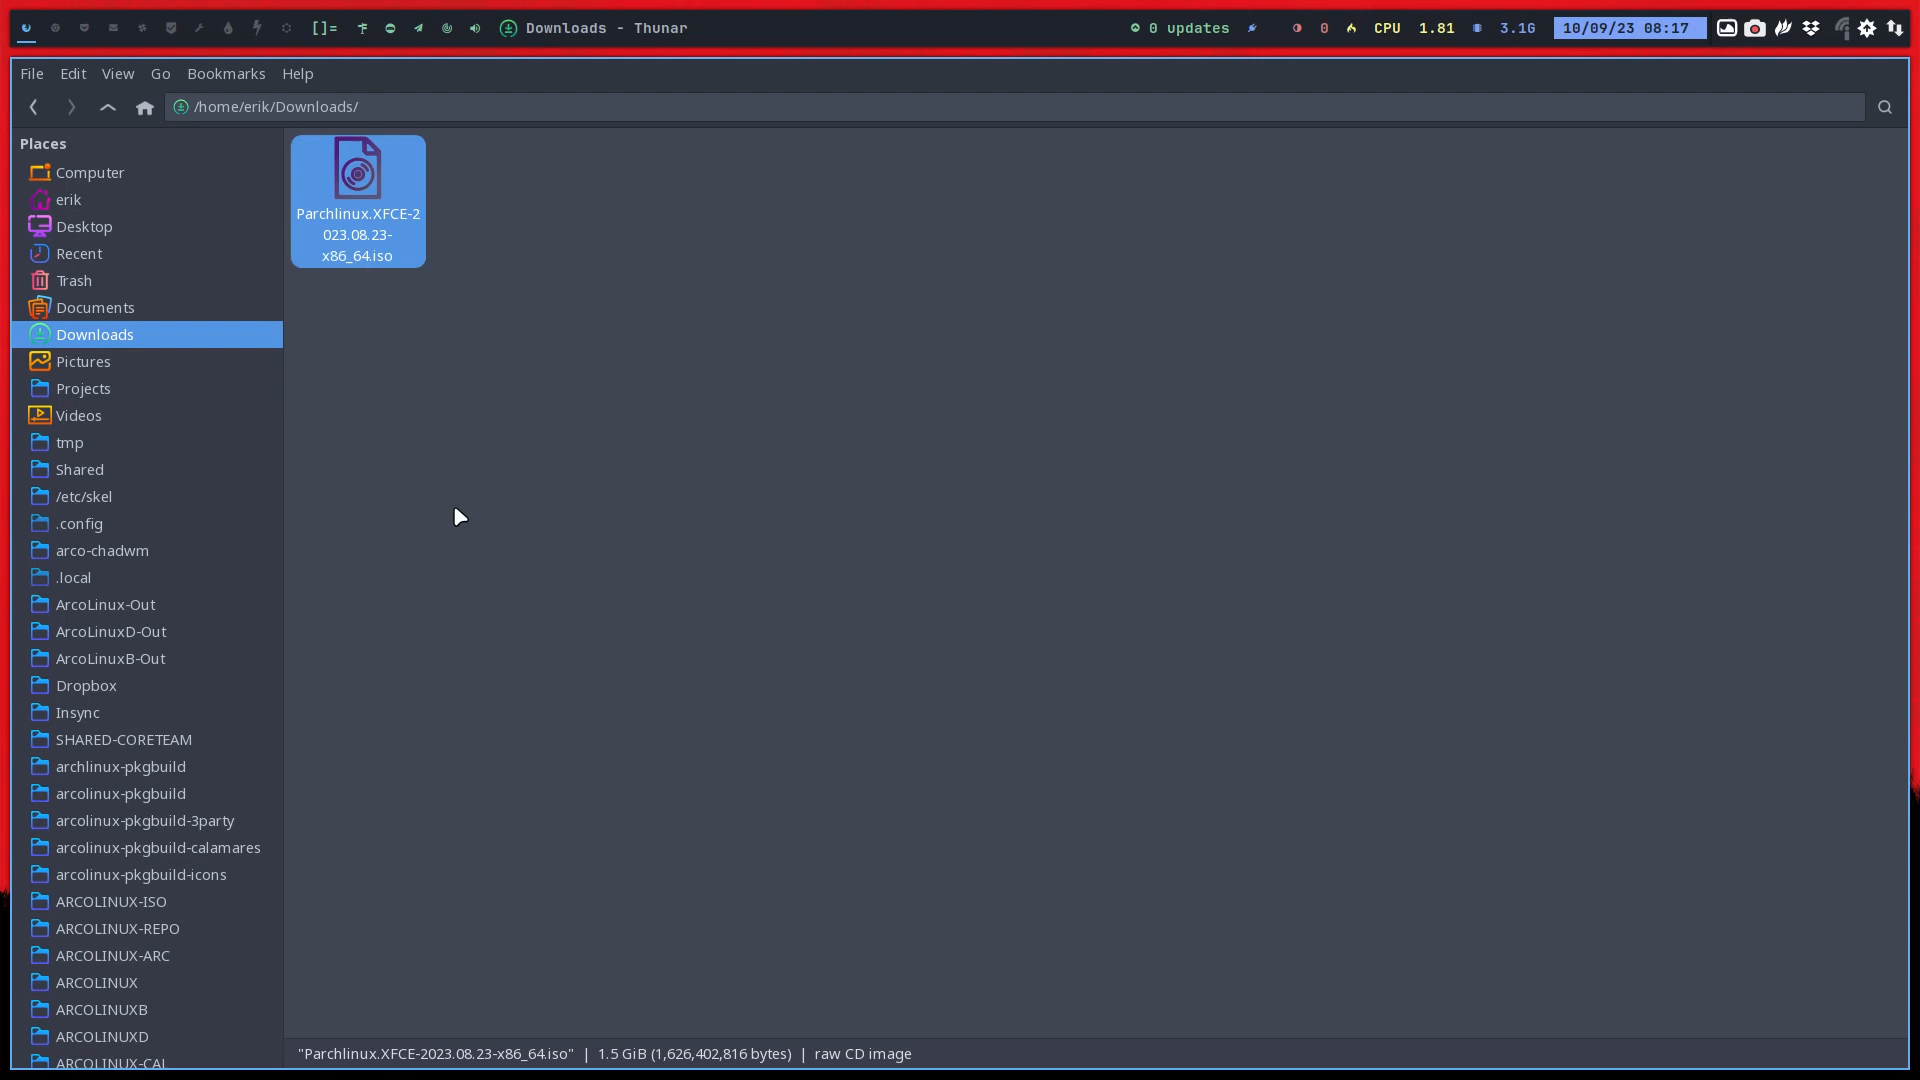 []= Downloads - Thunar 0 updates 0 CPU 1.81 3.1G 10/09/23 08:17
File Edit View Go Bookmarks Help
/home/erik/Downloads/
Places
Computer
erik
Desktop
Recent
Trash
Documents
Downloads
Pictures
Projects
Videos
tmp
Shared
/etc/skel
.config
arco-chadwm
.local
ArcoLinux-Out
ArcoLinuxD-Out
ArcoLinuxB-Out
Dropbox
Insync
SHARED-CORETEAM
archlinux-pkgbuild
arcolinux-pkgbuild
arcolinux-pkgbuild-3party
arcolinux-pkgbuild-calamares
arcolinux-pkgbuild-icons
ARCOLINUX-ISO
ARCOLINUX-REPO
ARCOLINUX-ARC
ARCOLINUX
ARCOLINUXB
ARCOLINUXD
ARCOLINUX-CAL
Parchlinux.XFCE-2
023.08.23-
x86_64.iso
"Parchlinux.XFCE-2023.08.23-x86_64.iso" | 1.5 GiB (1,626,402,816 bytes) | raw CD image